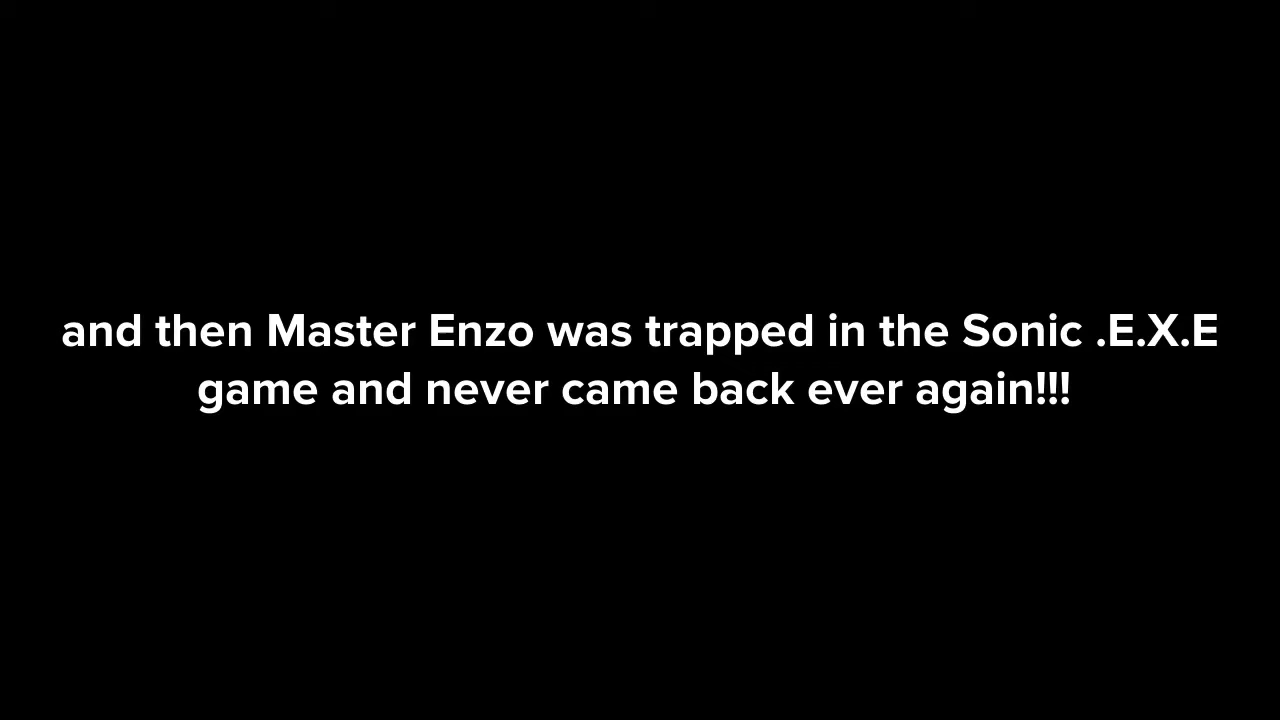 and then Master Enzo was trapped in the Sonic .E.X.E
game and never came back ever again!!!